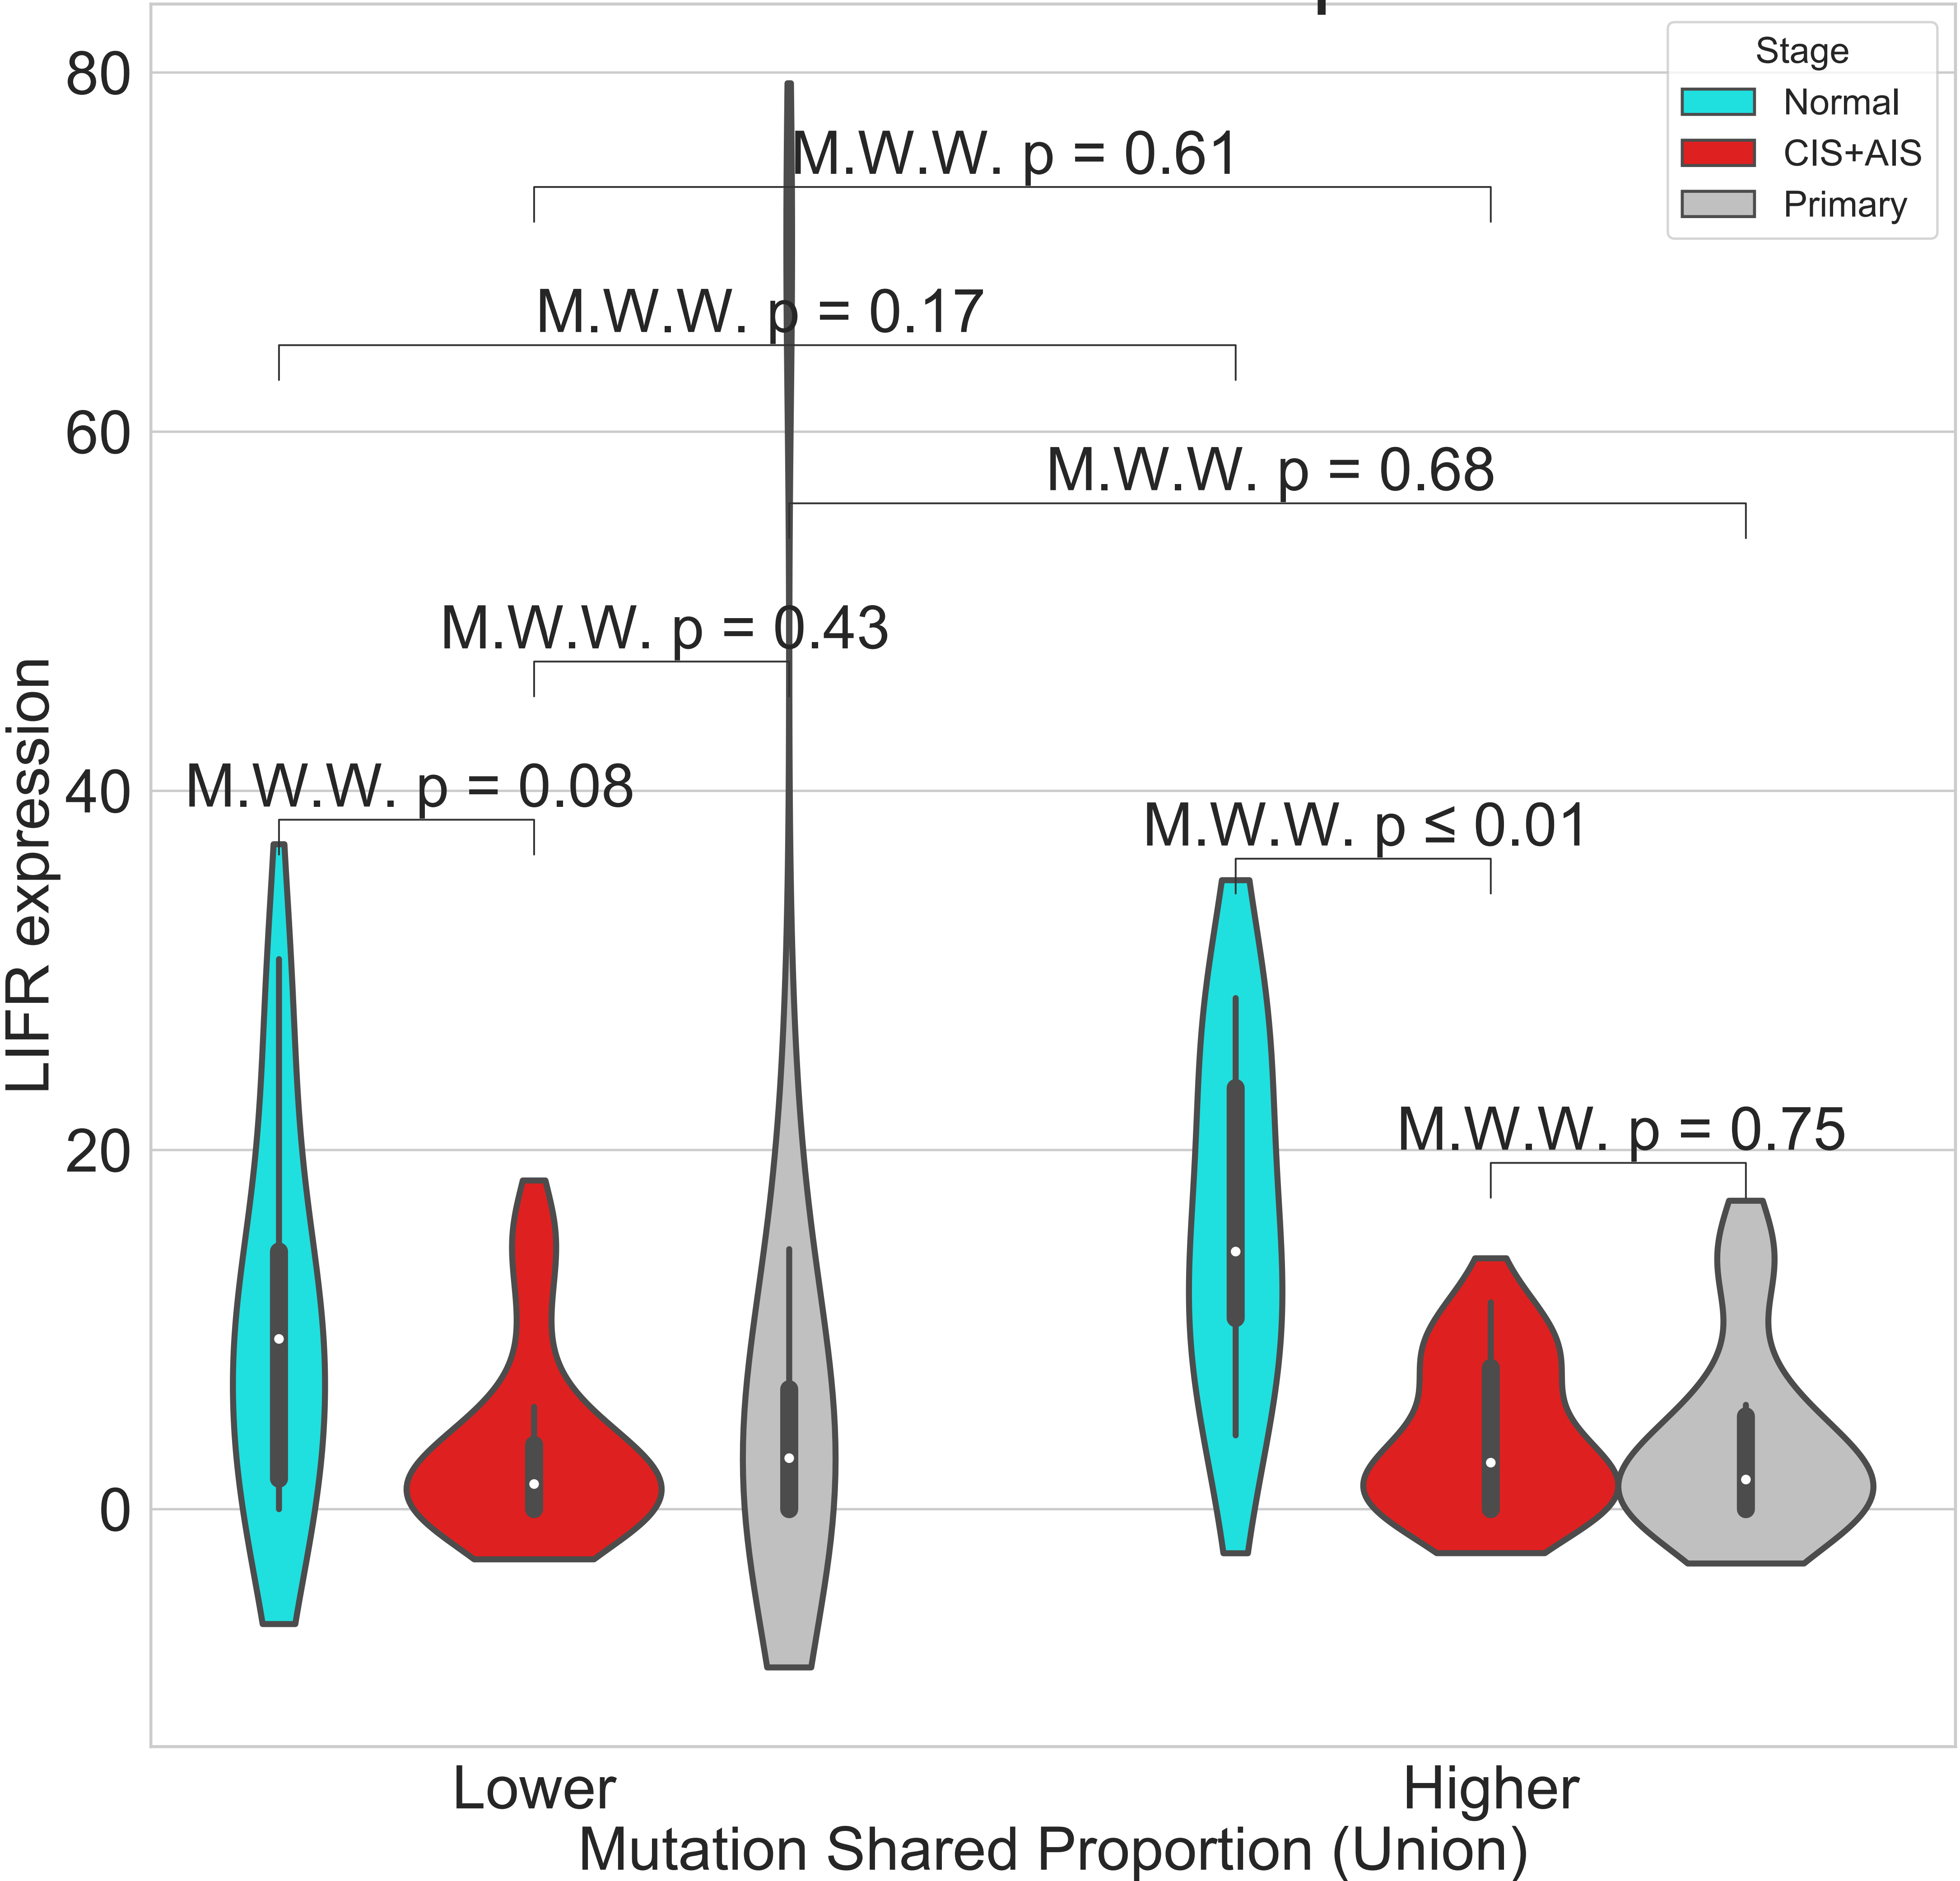 80
60
40
20
0
LIFR expression
Stage
Normal
CIS+AIS
Primary
M.W.W. p = 0.61
M.W.W. p = 0.17
M.W.W. p = 0.68
M.W.W. p = 0.43
M.W.W. p = 0.08
M.W.W. p ≤ 0.01
M.W.W. p = 0.75
Lower
Higher
Mutation Shared Proportion (Union)